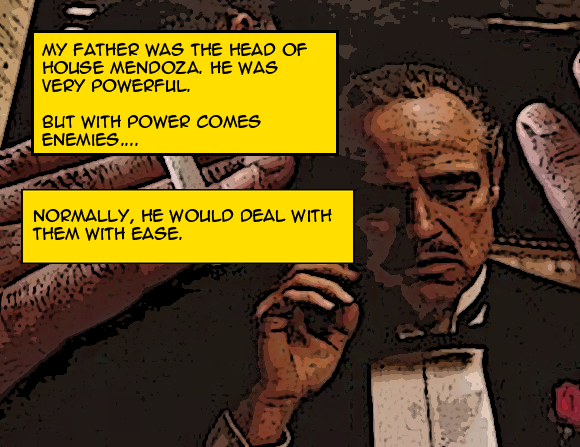 MY FATHER WAS THE HEAD OF
HOUSE MENDOZA. HE WAS
VERY POWERFUL.
BUT WITH POWER COMES
ENEMIES....
NORMALLY, HE WOULD DEAL WITH
THEM WITH EASE.